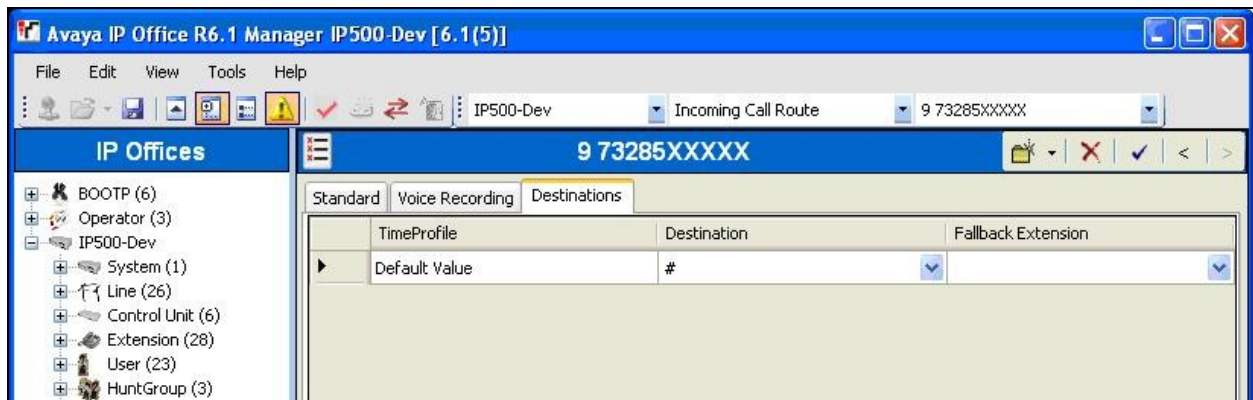 Avaya IP Office R6.1 Manager IP500-Dev [6.1(5)]
File Edit View Tools Help
IP500-Dev Incoming Call Route 9 73285XXXXX
IP Offices 9 73285XXXXX
BOOTP (6)
Operator (3)
IP500-Dev
System (1)
Line (26)
Control Unit (6)
Extension (28)
User (23)
HuntGroup (3)
Standard Voice Recording Destinations
TimeProfile Destination Fallback Extension
Default Value #